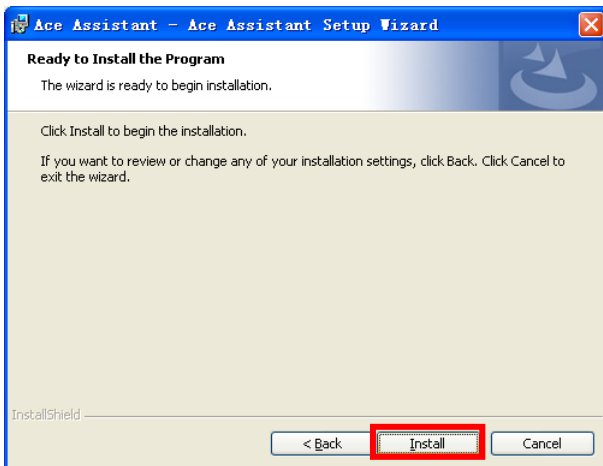 Ace Assistant - Ace Assistant Setup Wizard
Ready to Install the Program
The wizard is ready to begin installation.
Click Install to begin the installation.
If you want to review or change any of your installation settings, click Back. Click Cancel to
exit the wizard.
InstallShield
< Back
Install
Cancel